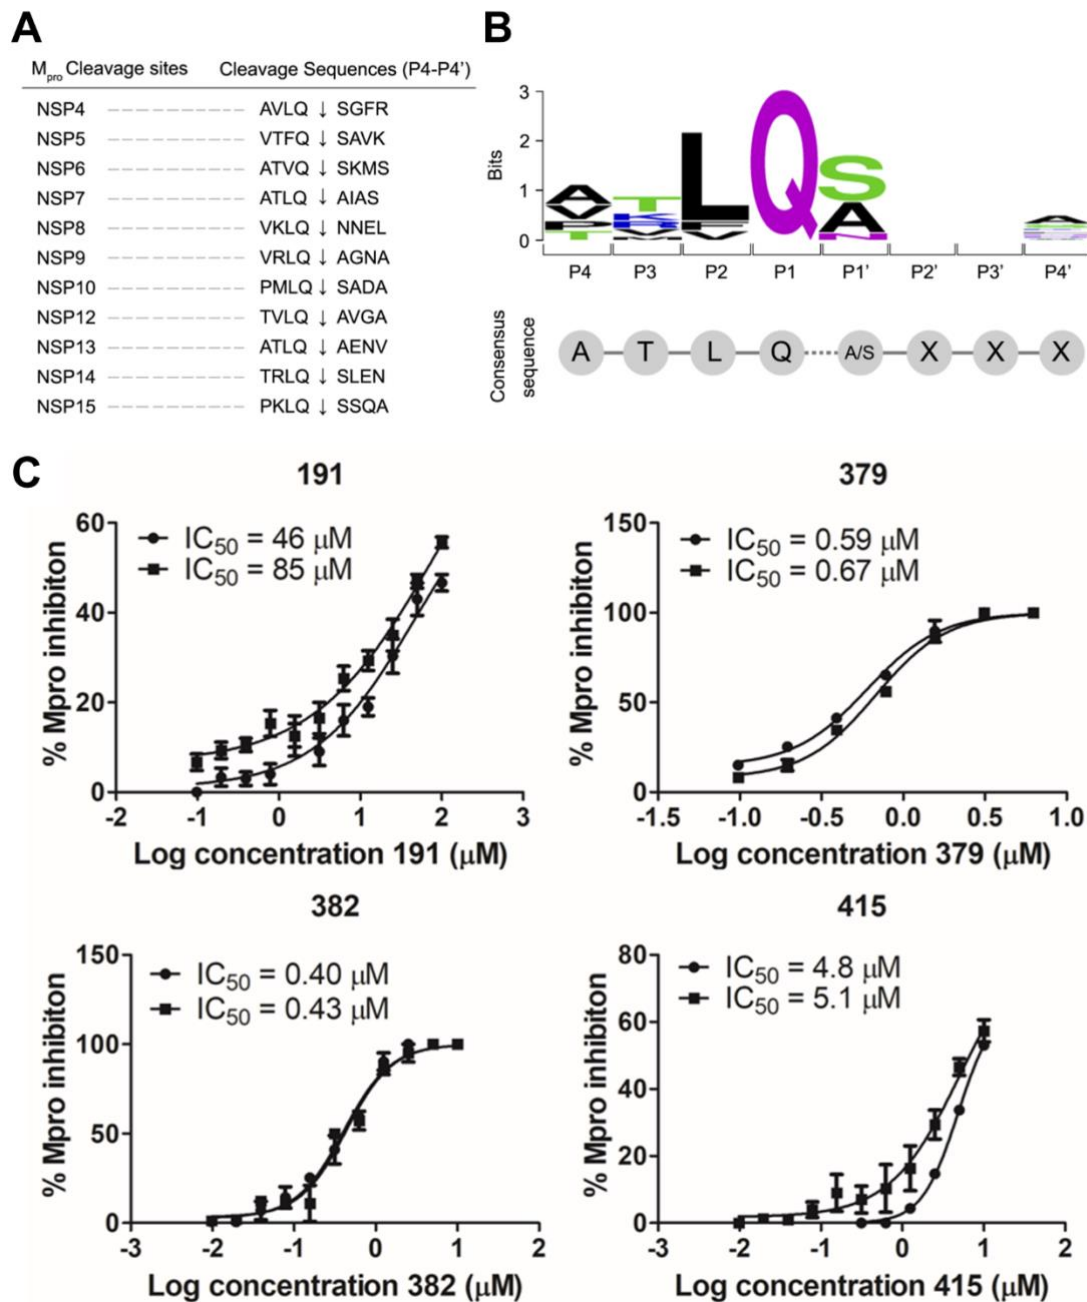 A
M_pro Cleavage sites Cleavage Sequences (P4-P4')
NSP4 AVLQ ↓ SGFR
NSP5 VTFQ ↓ SAVK
NSP6 ATVQ ↓ SKMS
NSP7 ATLQ ↓ AIAS
NSP8 VKLQ ↓ NNEL
NSP9 VRLQ ↓ AGNA
NSP10 PMLQ ↓ SADA
NSP12 TVLQ ↓ AVGA
NSP13 ATLQ ↓ AENV
NSP14 TRLQ ↓ SLEN
NSP15 PKLQ ↓ SSQA
B
Bits
3
2
1
0
A T L Q S
V A
P
T V V N A
P4 P3 P2 P1 P1' P2' P3' P4'
Consensus
sequence
A T L Q A/S X X X
C
191
% Mpro inhibiton
60
40
20
0
IC50 = 46 μM
IC50 = 85 μM
-2 -1 0 1 2 3
Log concentration 191 (μM)
379
% Mpro inhibiton
150
100
50
0
IC50 = 0.59 μM
IC50 = 0.67 μM
-1.5 -1.0 -0.5 0.0 0.5 1.0
Log concentration 379 (μM)
382
% Mpro inhibiton
150
100
50
0
IC50 = 0.40 μM
IC50 = 0.43 μM
-3 -2 -1 0 1 2
Log concentration 382 (μM)
415
% Mpro inhibiton
80
60
40
20
0
IC50 = 4.8 μM
IC50 = 5.1 μM
-3 -2 -1 0 1 2
Log concentration 415 (μM)